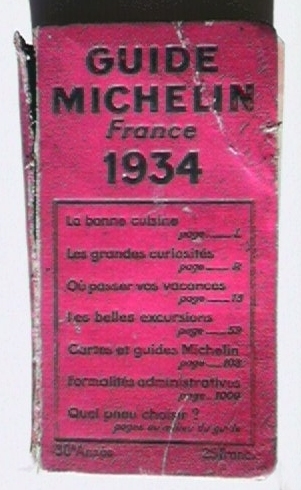 GUIDE
MICHELIN
France
1934
La bonne cuisine
page
Les grandes curiosités
page
Où passer vos vacances
page 15
Les belles excursions
page 59
Cartes et guides Michelin
page 108
Formalités administratives
page 1009
Quel pneu choisir ?
pages au milieu du guide
30e Année
25 francs